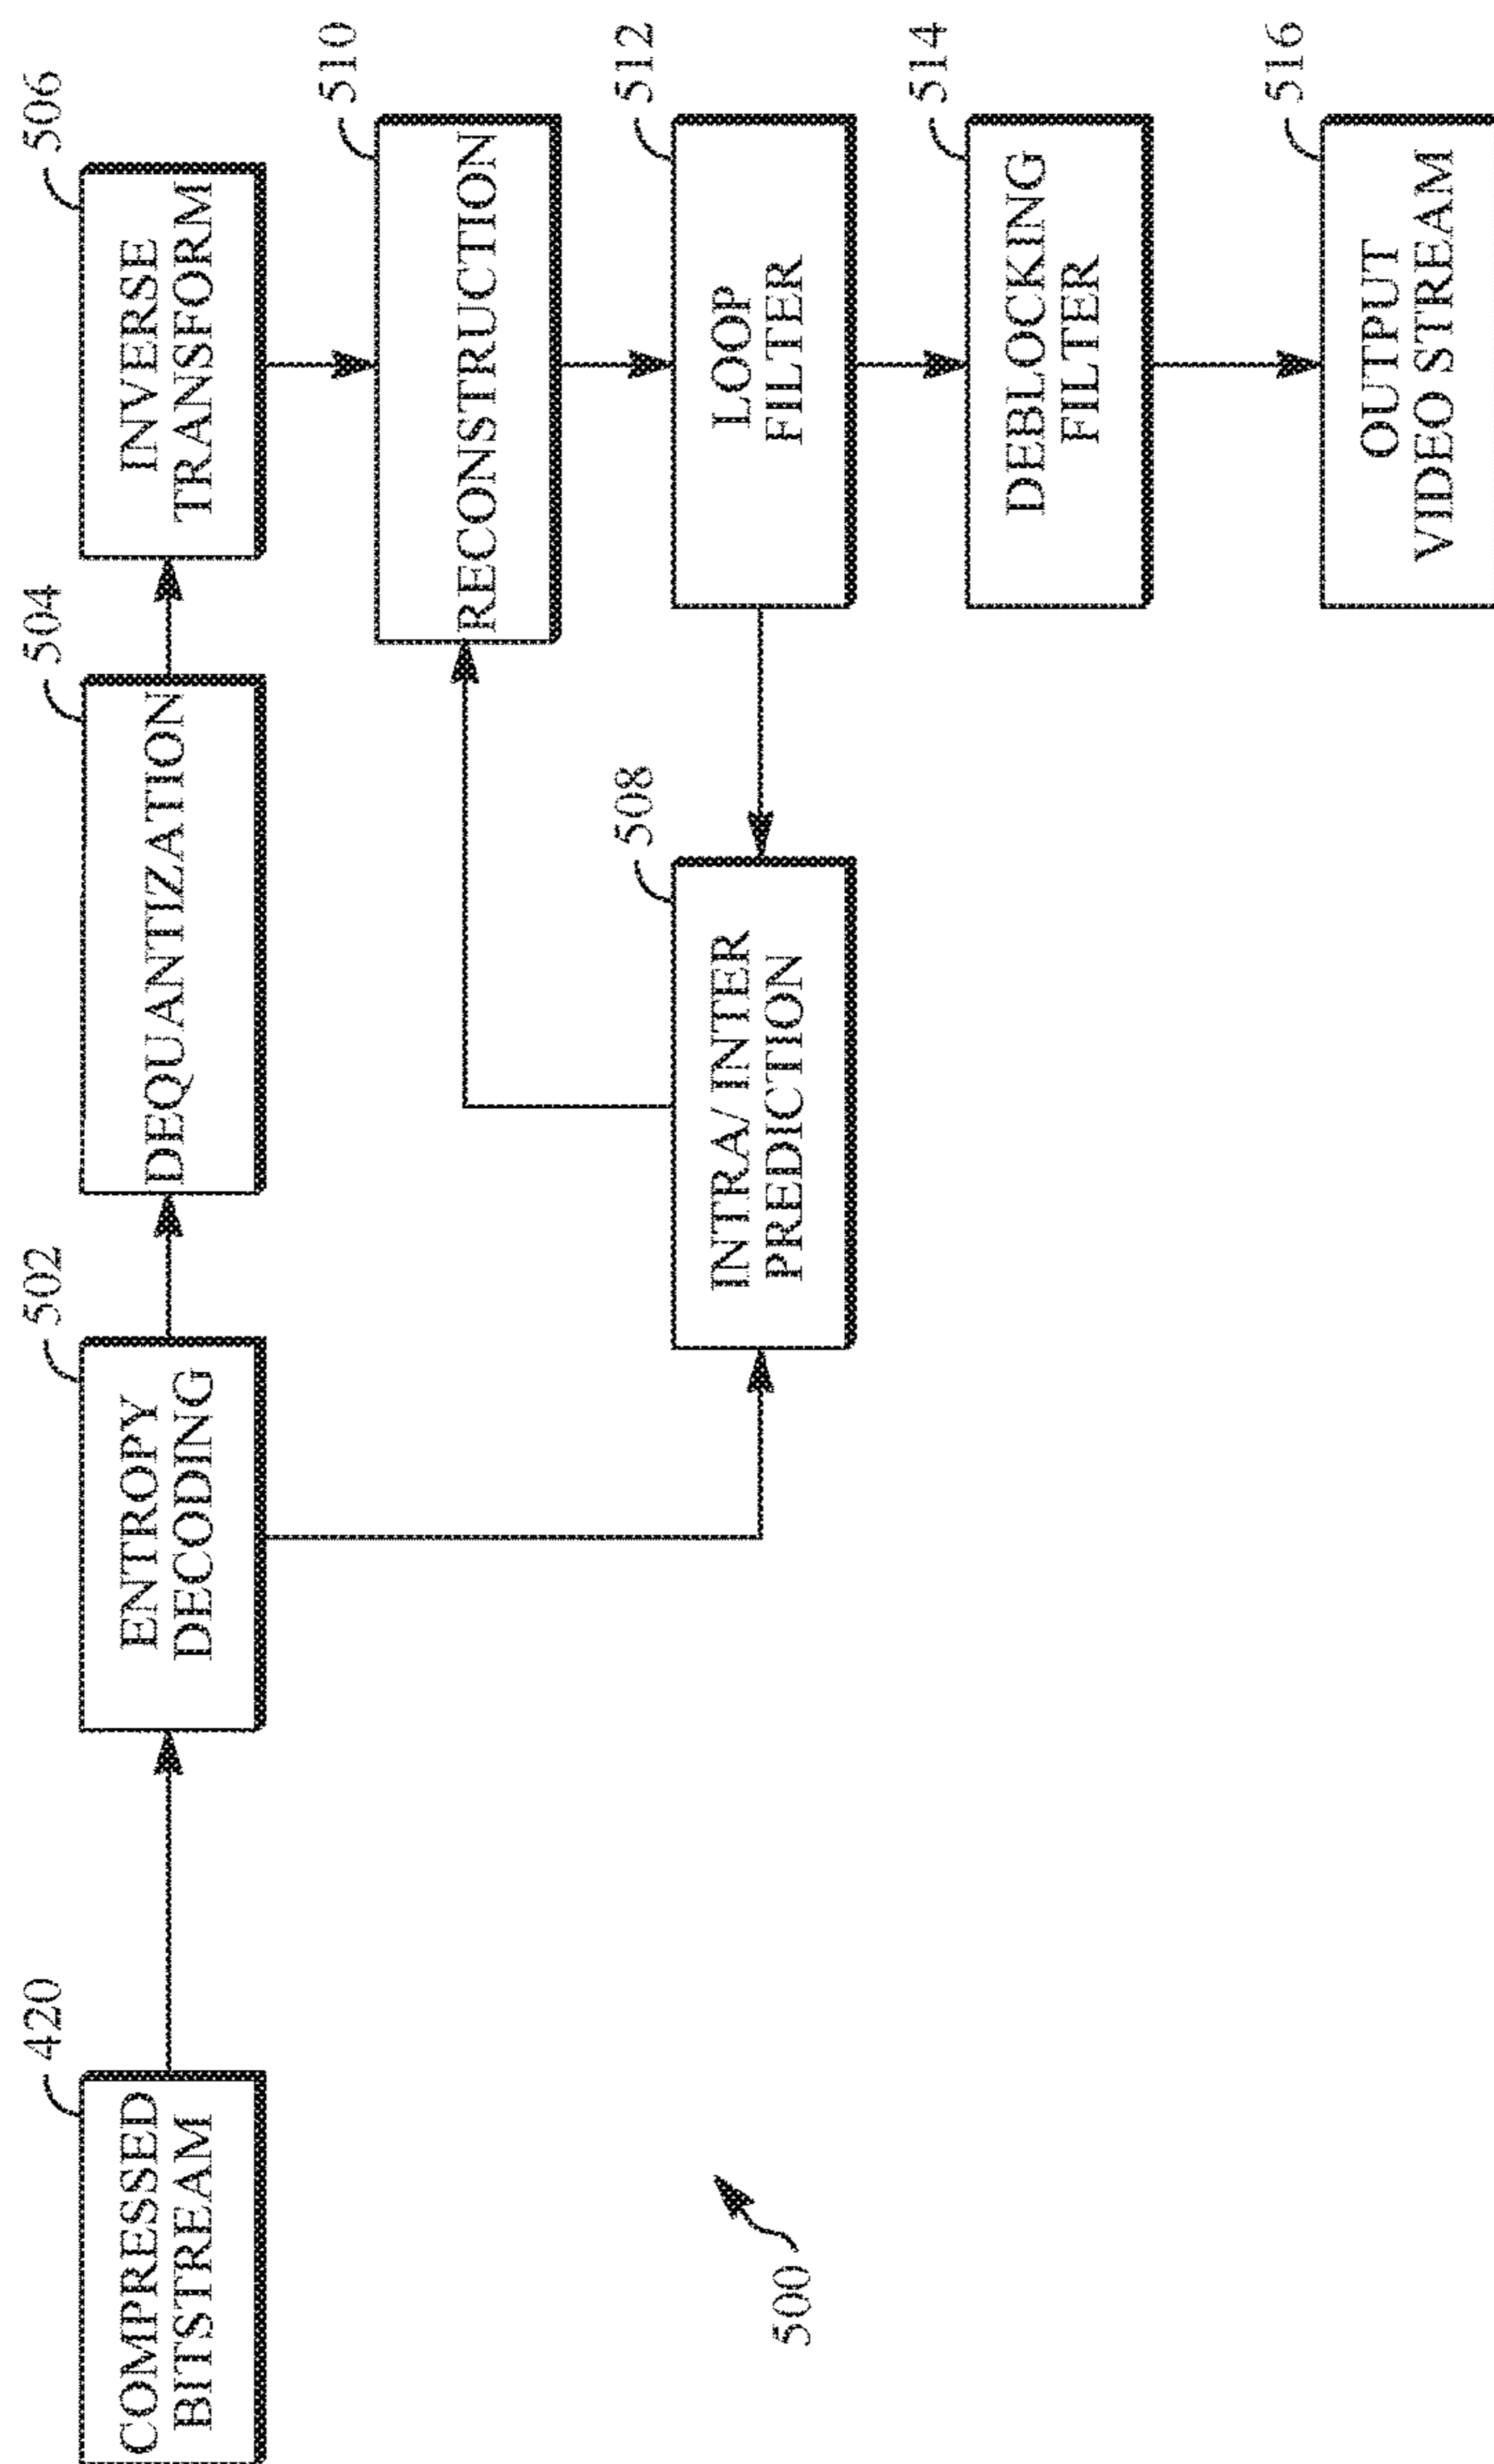 420
COMPRESSED
BITSTREAM
502
ENTROPY
DECODING
504
DEQUANTIZATION
506
INVERSE
TRANSFORM
510
RECONSTRUCTION
508
INTRA/ INTER
PREDICTION
512
LOOP
FILTER
514
DEBLOCKING
FILTER
516
OUTPUT
VIDEO STREAM
500